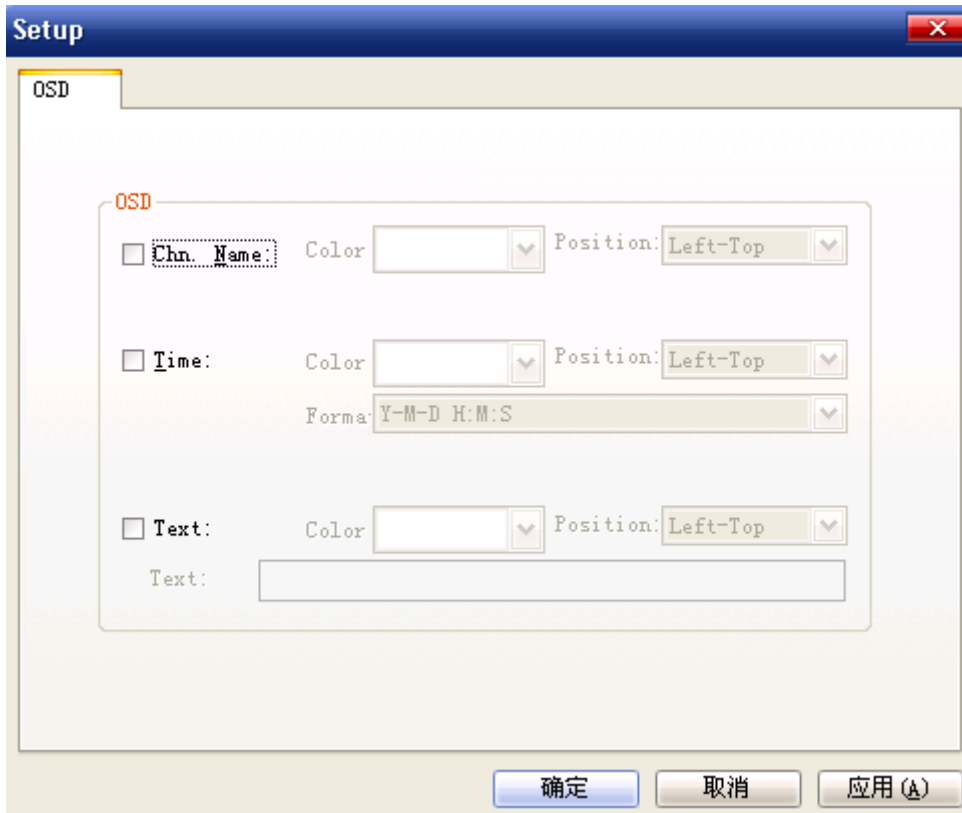 Setup
OSD
OSD
Chn. Name: Color Position: Left-Top
Time: Color Position: Left-Top
Forma Y-M-D H:M:S
Text: Color Position: Left-Top
Text:
确定 取消 应用(A)